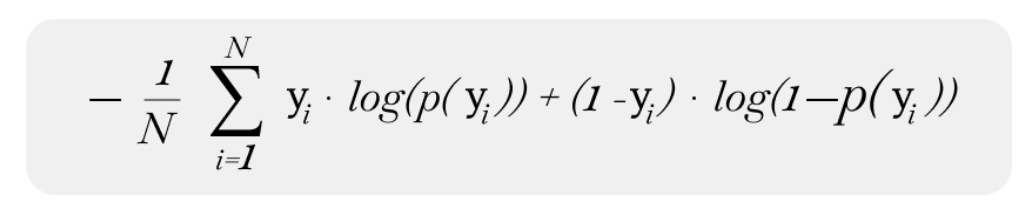 − 1/N ∑_{i=1}^{N} y_i · log(p(y_i)) + (1-y_i) · log(1−p(y_i))